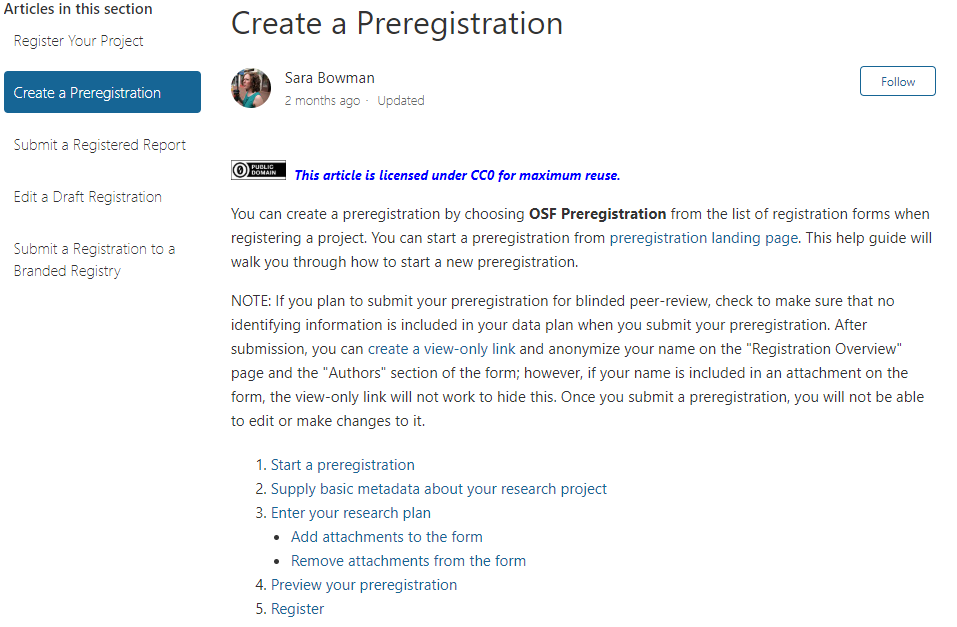 Articles in this section
Register Your Project
Create a Preregistration
Submit a Registered Report
Edit a Draft Registration
Submit a Registration to a
Branded Registry
Create a Preregistration
Sara Bowman
2 months ago · Updated
Follow
PUBLIC
DOMAIN
This article is licensed under CC0 for maximum reuse.
You can create a preregistration by choosing OSF Preregistration from the list of registration forms when
registering a project. You can start a preregistration from preregistration landing page. This help guide will
walk you through how to start a new preregistration.
NOTE: If you plan to submit your preregistration for blinded peer-review, check to make sure that no
identifying information is included in your data plan when you submit your preregistration. After
submission, you can create a view-only link and anonymize your name on the "Registration Overview"
page and the "Authors" section of the form; however, if your name is included in an attachment on the
form, the view-only link will not work to hide this. Once you submit a preregistration, you will not be able
to edit or make changes to it.
1. Start a preregistration
2. Supply basic metadata about your research project
3. Enter your research plan
• Add attachments to the form
• Remove attachments from the form
4. Preview your preregistration
5. Register